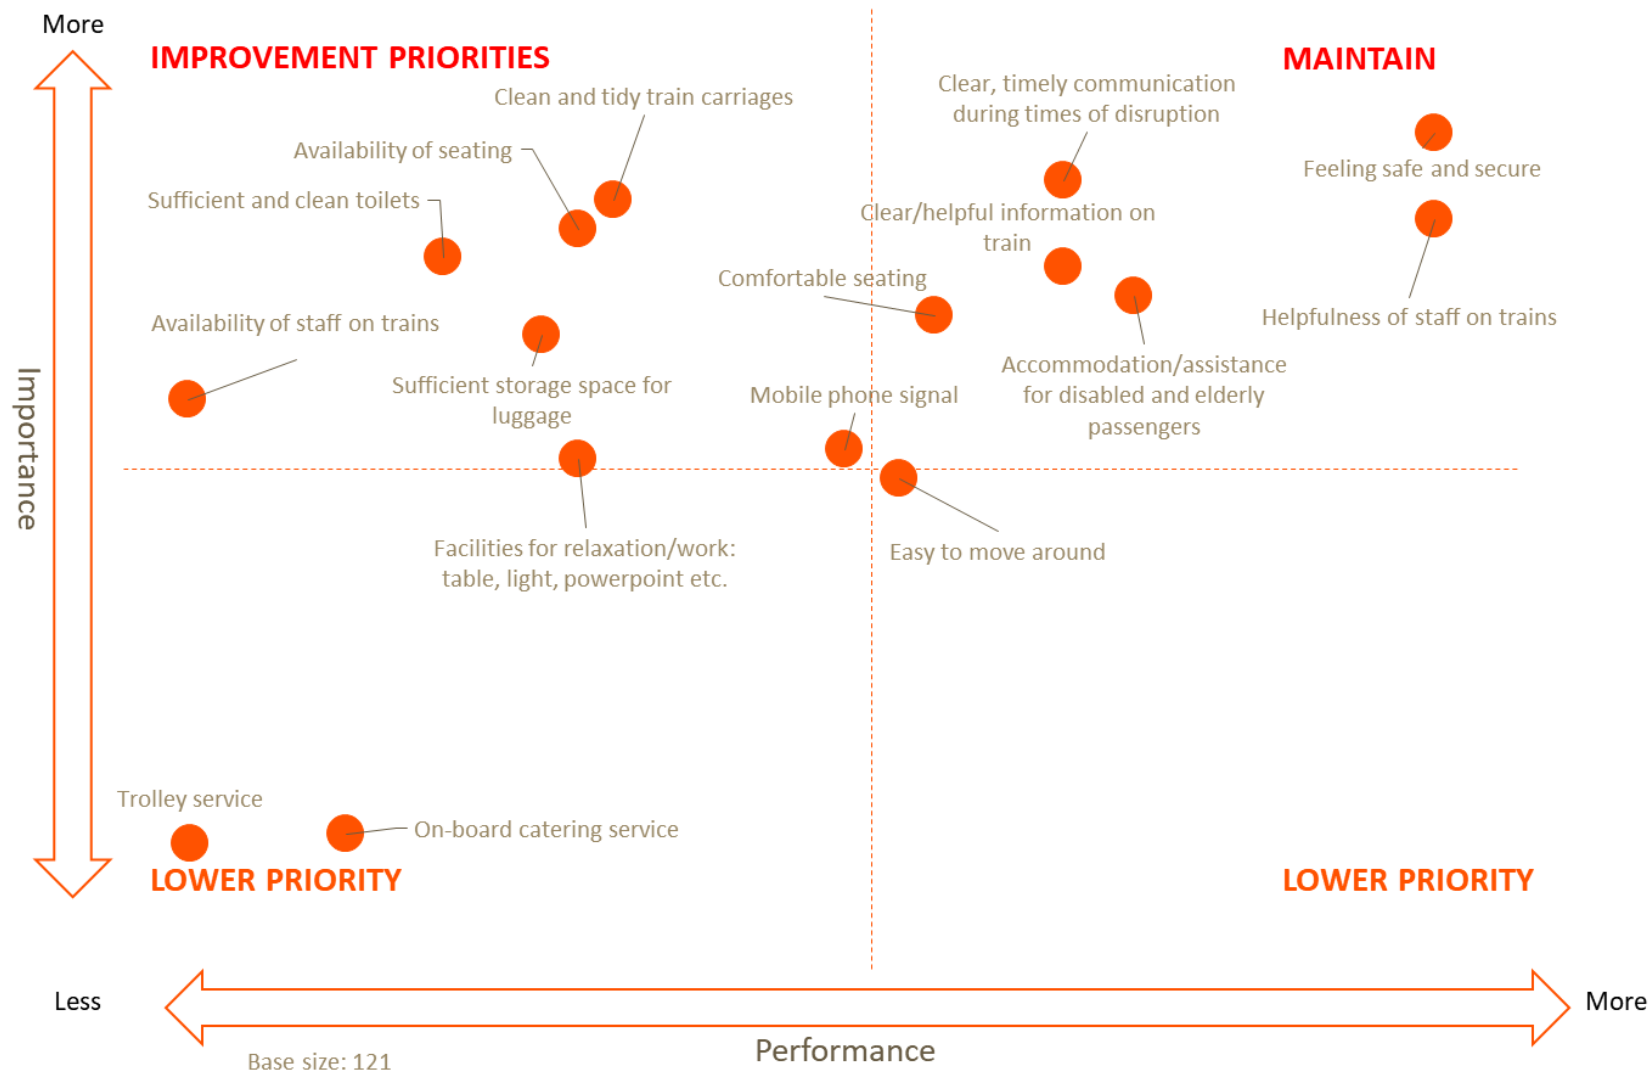 More
IMPROVEMENT PRIORITIES
MAINTAIN
Clean and tidy train carriages
Clear, timely communication
during times of disruption
Availability of seating
Feeling safe and secure
Sufficient and clean toilets
Clear/helpful information on
train
Comfortable seating
Helpfulness of staff on trains
Availability of staff on trains
Sufficient storage space for
luggage
Mobile phone signal
Accommodation/assistance
for disabled and elderly
passengers
Importance
Facilities for relaxation/work:
table, light, powerpoint etc.
Easy to move around
Trolley service
On-board catering service
LOWER PRIORITY
LOWER PRIORITY
Less
More
Performance
Base size: 121